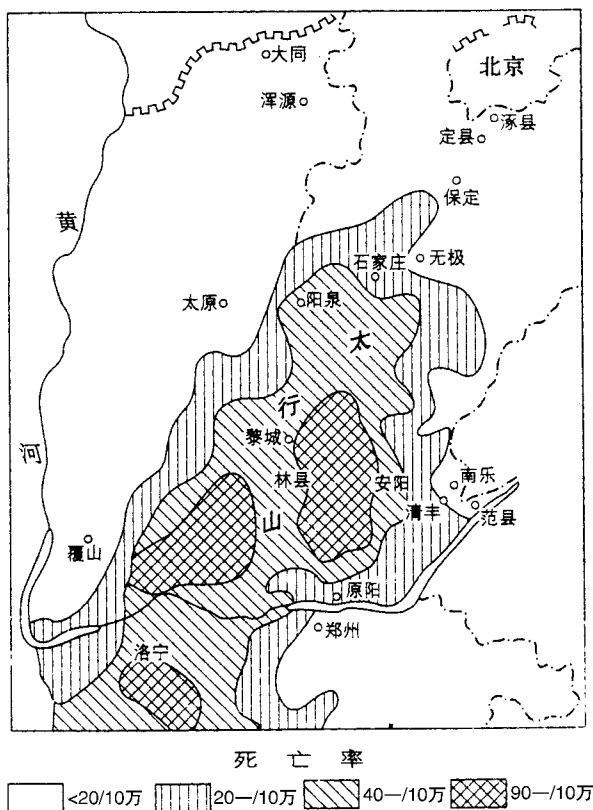 大同
北京
浑源
涿县
定县
保定
黄
石家庄
无极
太原
阳泉
太
行
黎城
河
林县
安阳
南乐
清丰
范县
山
覆山
原阳
郑州
洛宁
死亡率
<20/10万
20—/10万
40—/10万
90—/10万